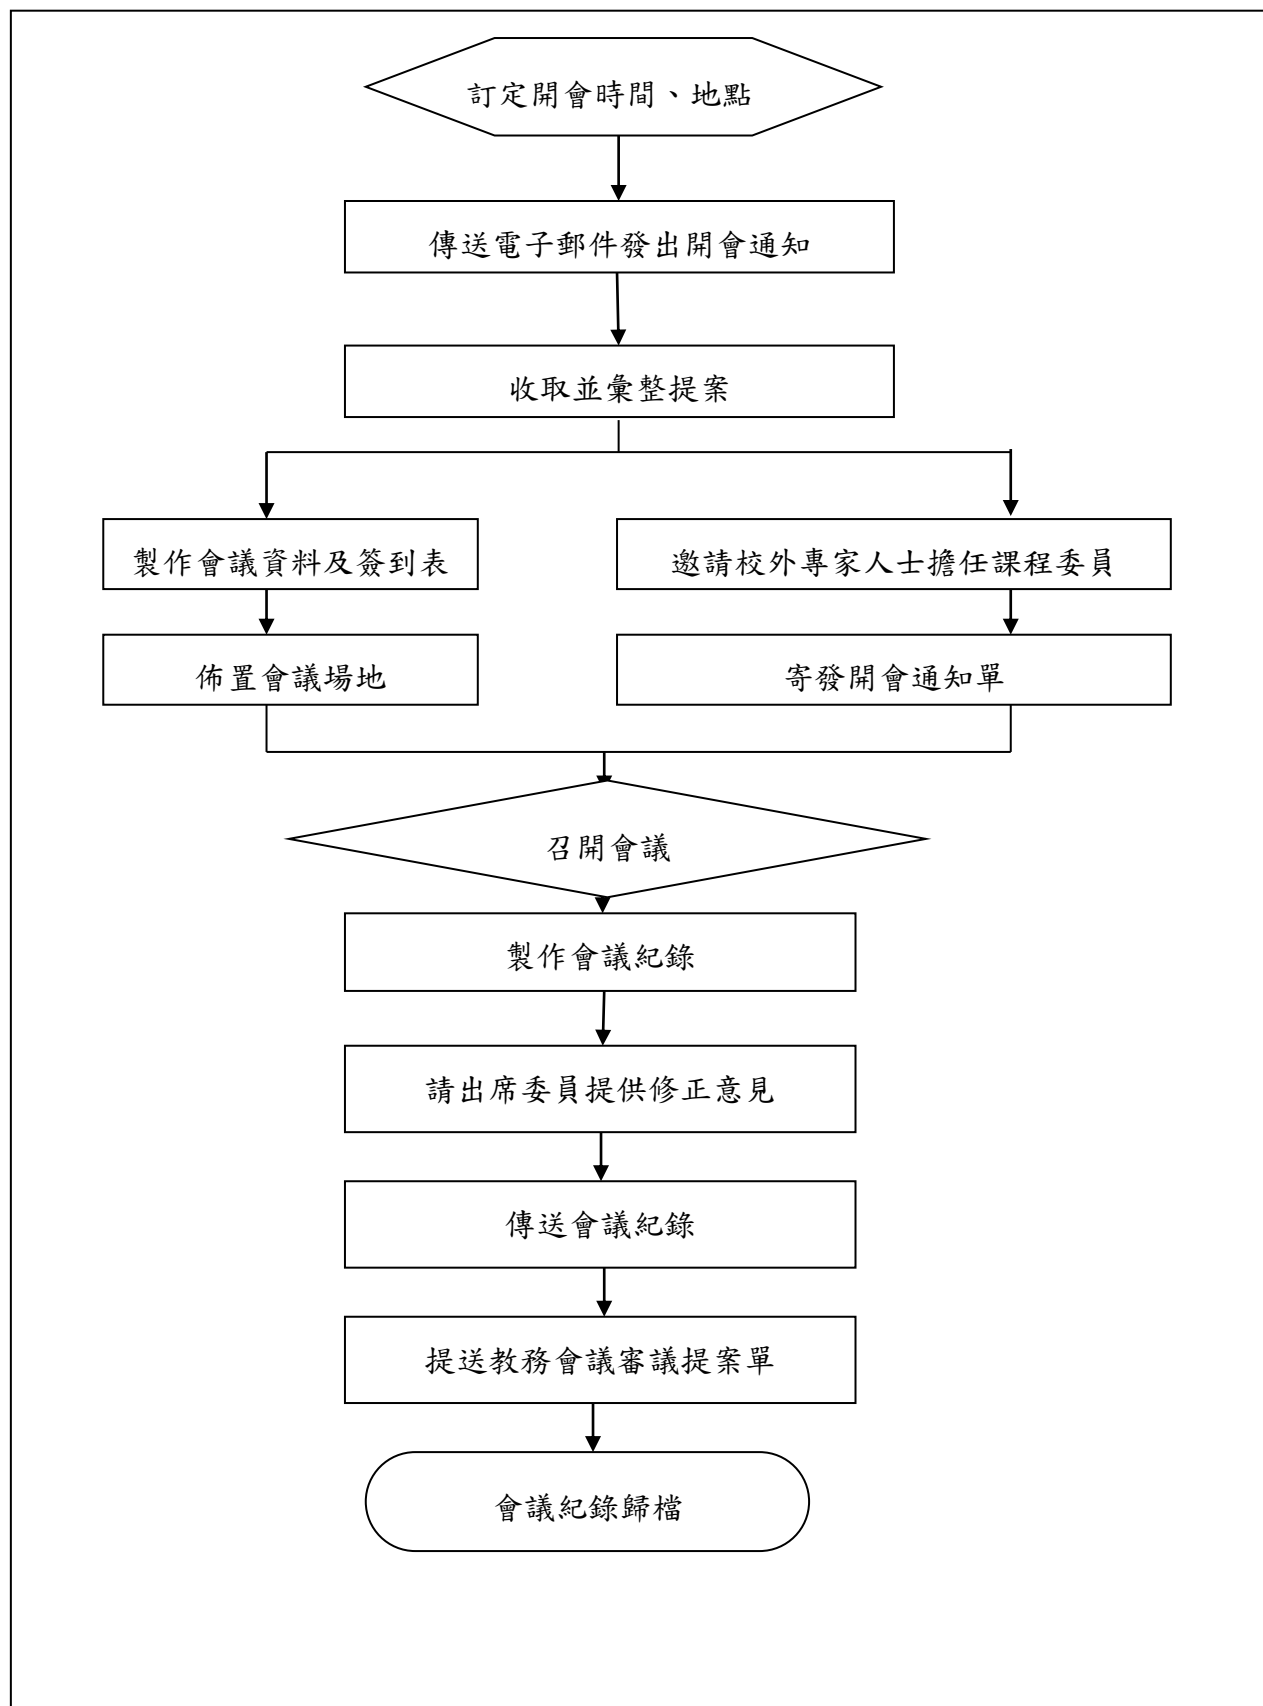 訂定開會時間、地點
傳送電子郵件發出開會通知
收取並彙整提案
製作會議資料及簽到表
邀請校外專家人士擔任課程委員
佈置會議場地
寄發開會通知單
召開會議
製作會議紀錄
請出席委員提供修正意見
傳送會議紀錄
提送教務會議審議提案單
會議紀錄歸檔